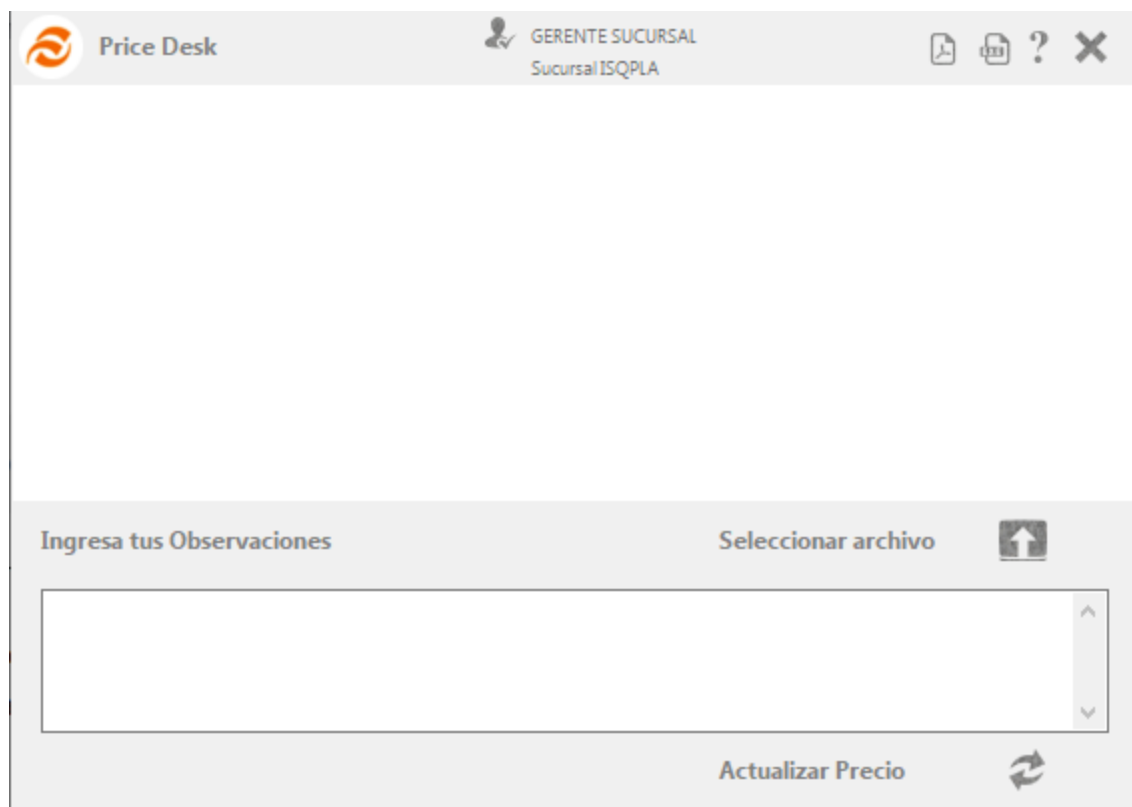 Price Desk
GERENTE SUCURSAL
Sucursal ISQPLA
?
Ingresa tus Observaciones
Seleccionar archivo
Actualizar Precio